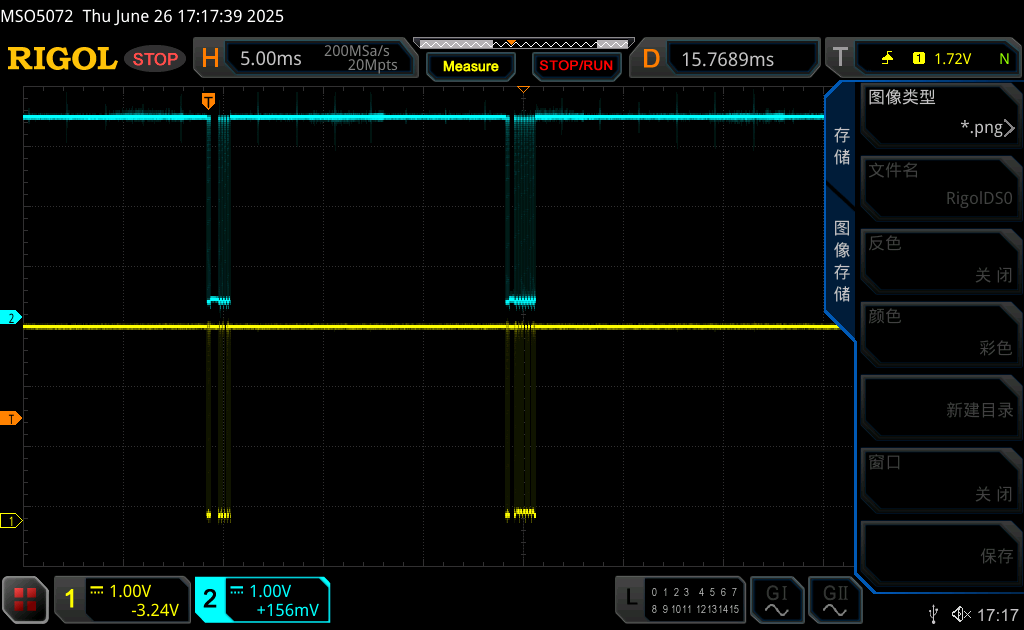 MSO5072 Thu June 26 17:17:39 2025
RIGOL STOP H 5.00ms 200MSa/s 20Mpts Measure STOP/RUN D 15.7689ms T 1 1.72V N
T
存储
图像存储
图像类型
*.png
文件名
RigolDS0
反色
关闭
颜色
彩色
新建目录
窗口
关闭
保存
2
T
1
1 1.00V -3.24V
2 1.00V +156mV
L 0 1 2 3 4 5 6 7
8 9 10 11 12 13 14 15
GI GII
17:17